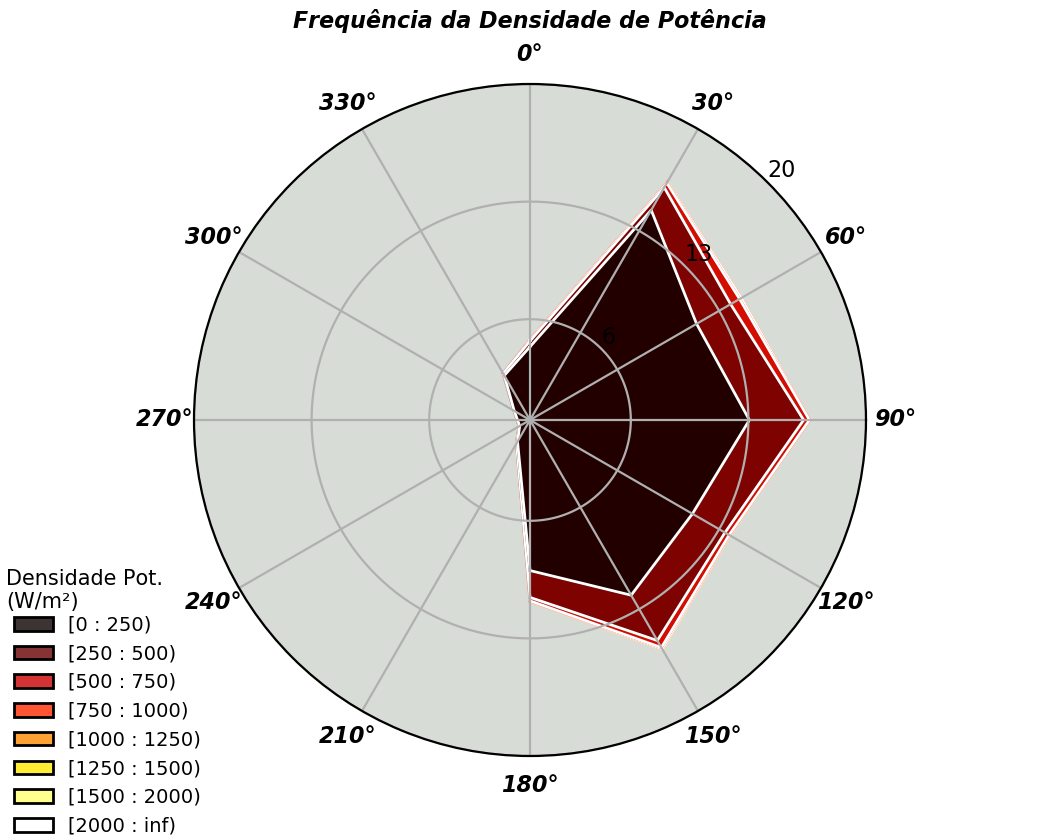 Frequência da Densidade de Potência
0°
330°
30°
20
300°
60°
13
6
270°
90°
240°
120°
210°
150°
180°
Densidade Pot.
(W/m²)
[0 : 250)
[250 : 500)
[500 : 750)
[750 : 1000)
[1000 : 1250)
[1250 : 1500)
[1500 : 2000)
[2000 : inf)